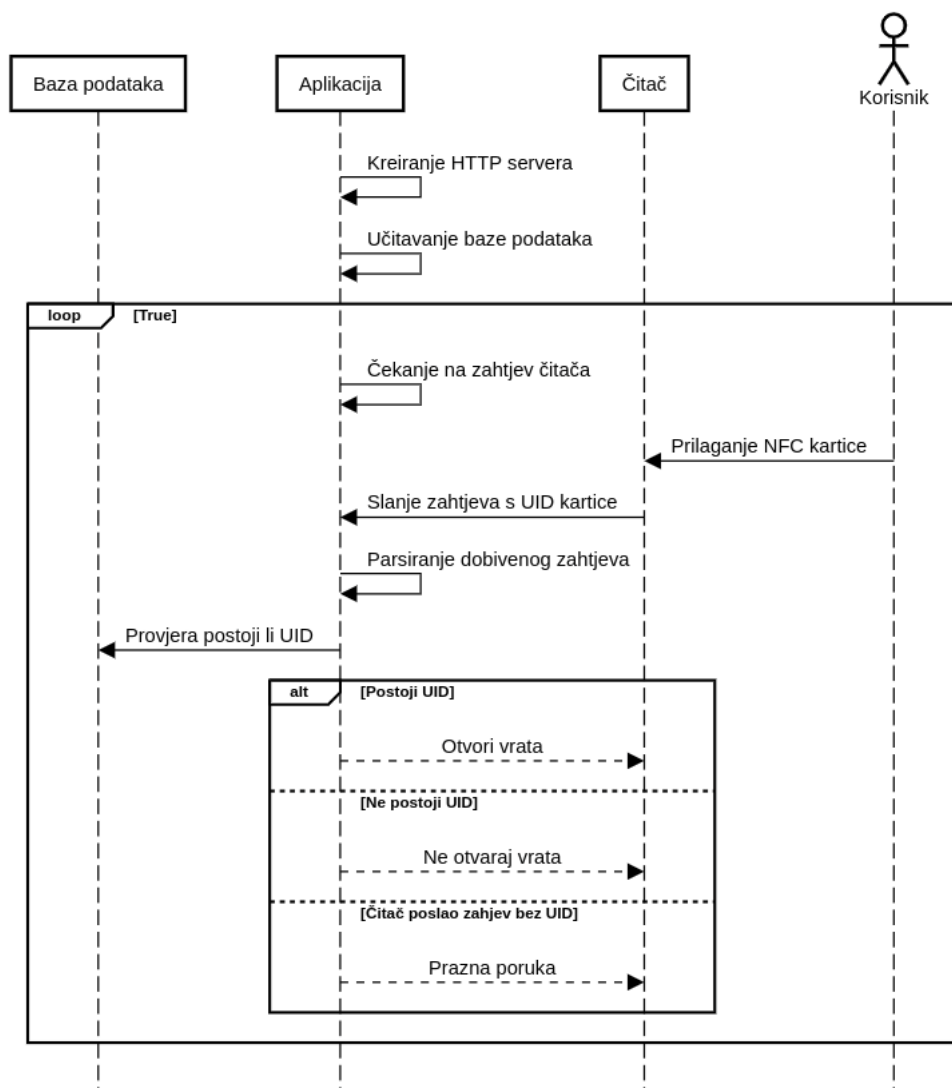 Baza podataka
Aplikacija
Čitač
Korisnik
Kreiranje HTTP servera
Učitavanje baze podataka
loop
[True]
Čekanje na zahtjev čitača
Prilaganje NFC kartice
Slanje zahtjeva s UID kartice
Parsiranje dobivenog zahtjeva
Provjera postoji li UID
alt
[Postoji UID]
Otvori vrata
[Ne postoji UID]
Ne otvaraj vrata
[Čitač poslao zahjev bez UID]
Prazna poruka